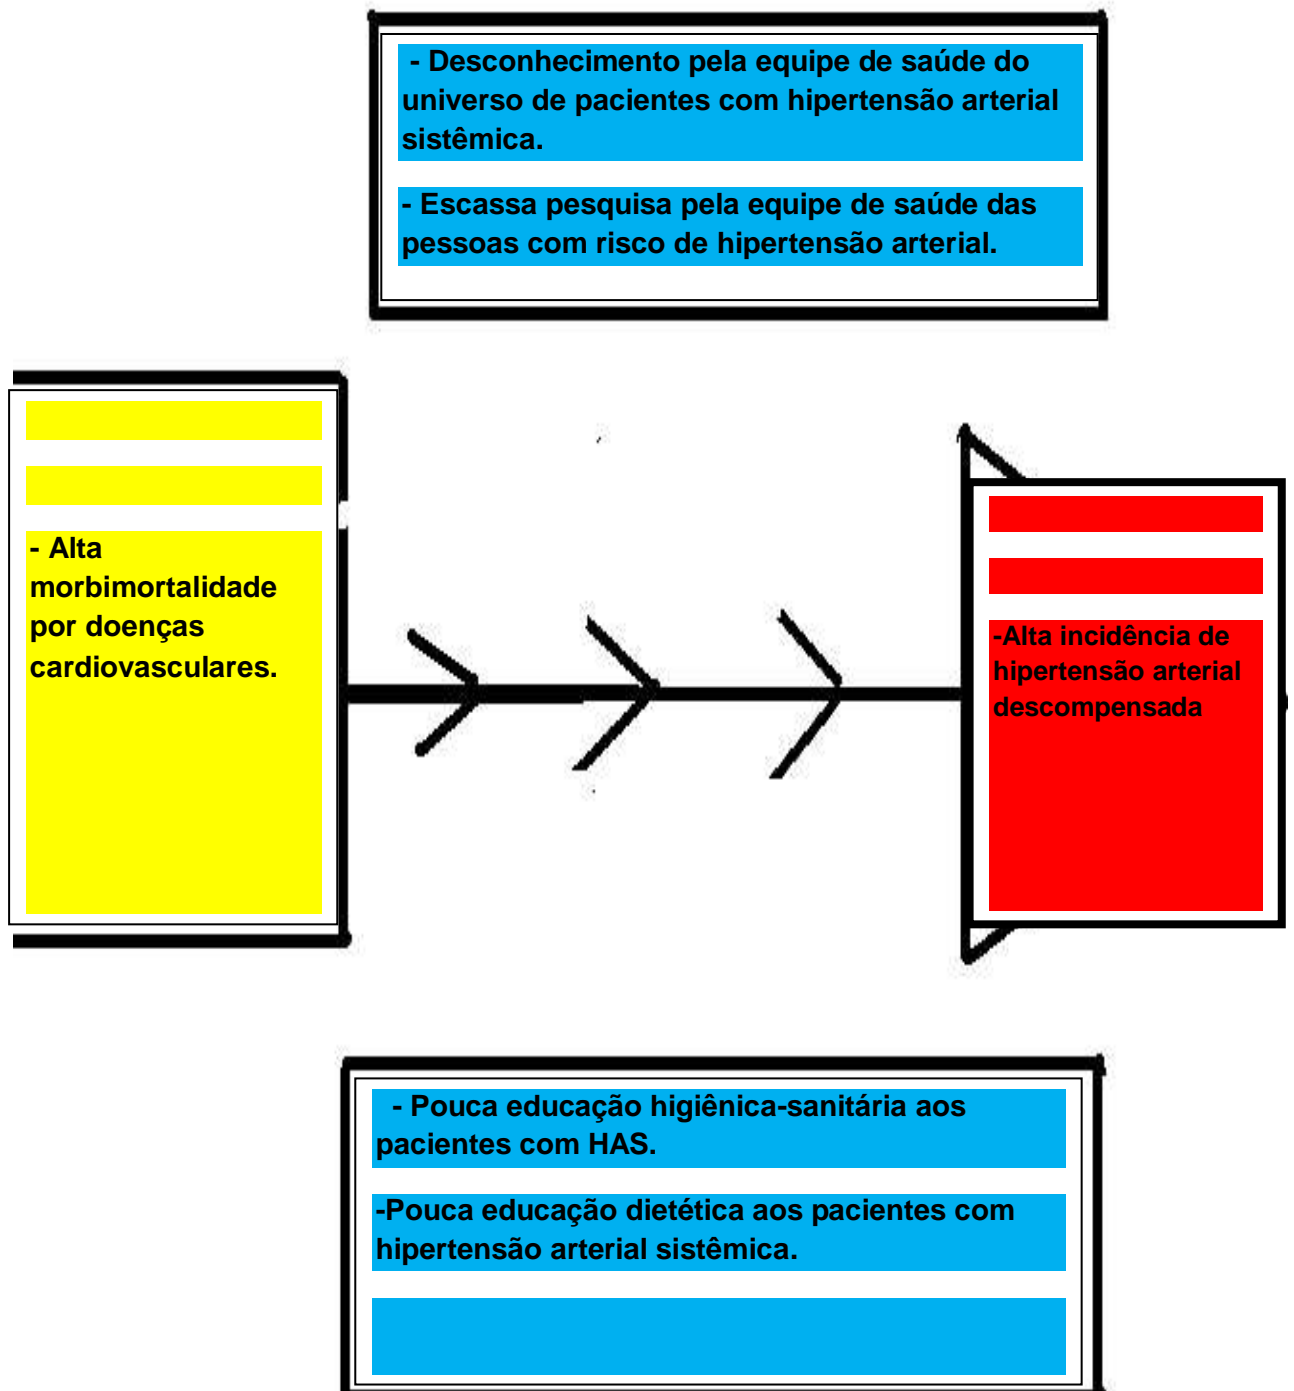 - Desconhecimento pela equipe de saúde do
universo de pacientes com hipertensão arterial
sistêmica.
- Escassa pesquisa pela equipe de saúde das
pessoas com risco de hipertensão arterial.
- Alta
morbimortalidade
por doenças
cardiovasculares.
-Alta incidência de
hipertensão arterial
descompensada
- Pouca educação higiênica-sanitária aos
pacientes com HAS.
-Pouca educação dietética aos pacientes com
hipertensão arterial sistêmica.